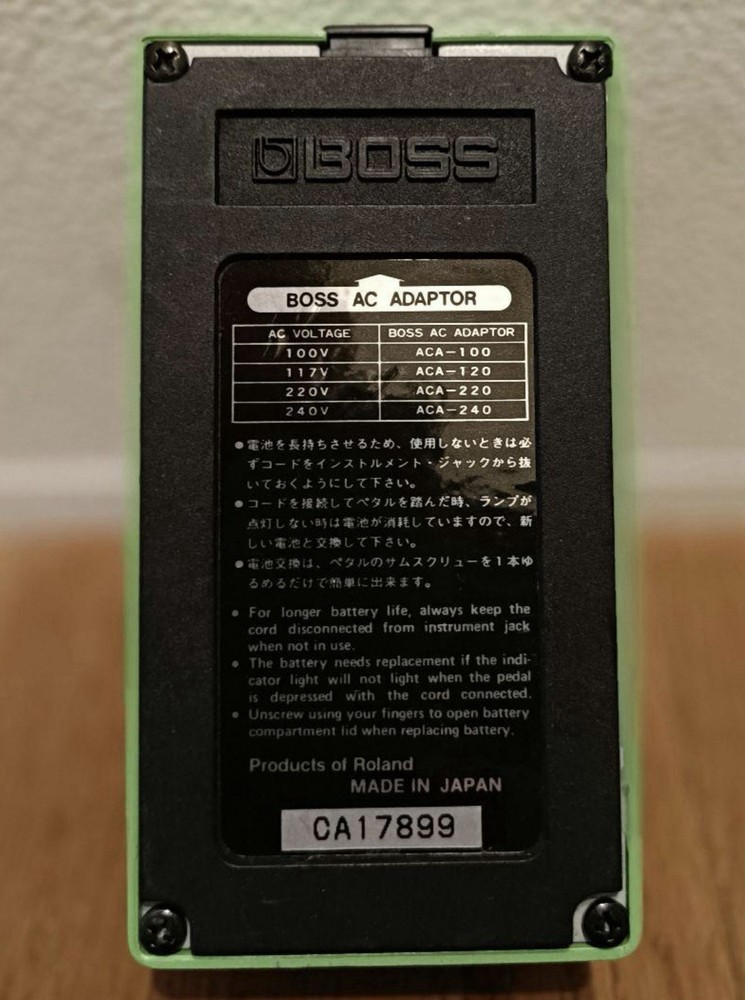 BOSS
BOSS AC ADAPTOR
AC VOLTAGE BOSS AC ADAPTOR
100V ACA-100
117V ACA-120
220V ACA-220
240V ACA-240
●電池を長持ちさせるため、使用しないときは必
ずコードをインストルメント・ジャックから抜
いておくようにして下さい。
●コードを接続してペタルを踏んだ時、ランプが
点灯しない時は電池が消耗していますので、新
しい電池と交換して下さい。
●電池交換は、ペタルのサムスクリューを1本ゆ
るめるだけで簡単に出来ます。
● For longer battery life, always keep the
cord disconnected from instrument jack
when not in use.
● The battery needs replacement if the indi-
cator light will not light when the pedal
is depressed with the cord connected.
● Unscrew using your fingers to open battery
compartment lid when replacing battery.
Products of Roland
MADE IN JAPAN
CA17899